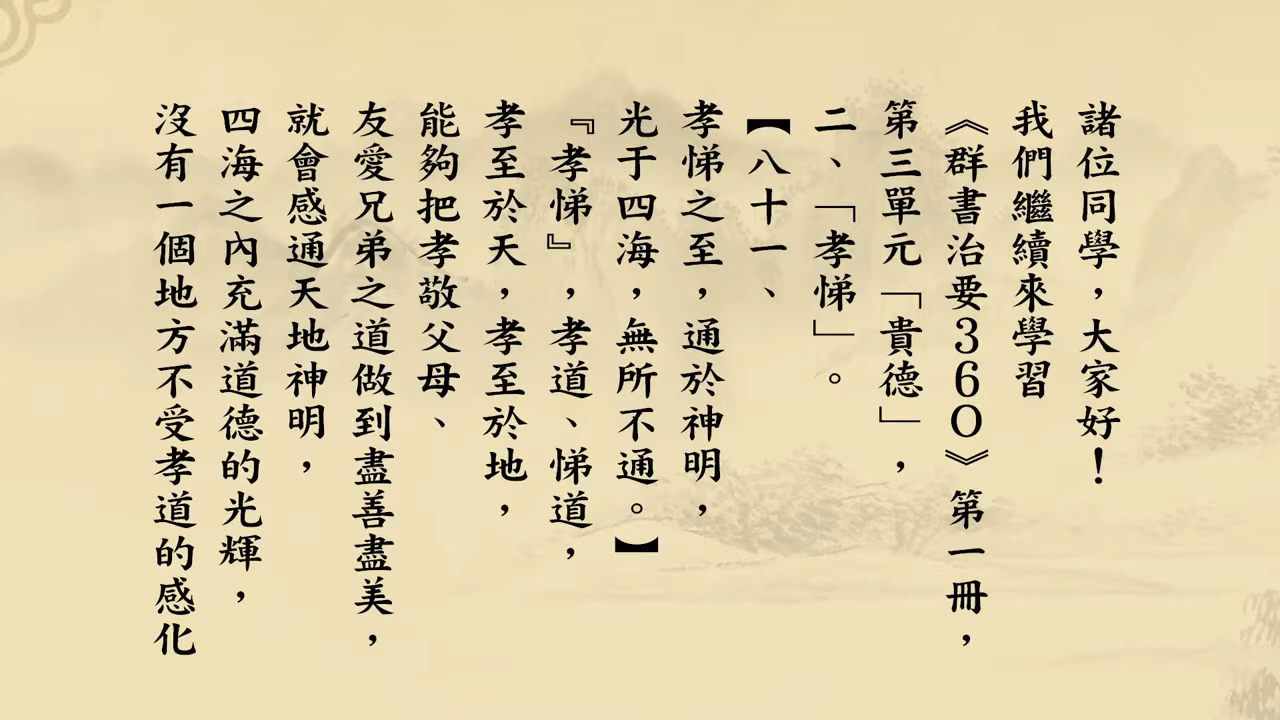 諸位同學，大家好！
我們繼續來學習
《群書治要３６０》第一冊，
第三單元「貴德」，
二、「孝悌」。
【八十一、
孝悌之至，通於神明，
光于四海，無所不通。】
『孝悌』，孝道、悌道，
孝至於天，孝至於地，
能夠把孝敬父母、
友愛兄弟之道做到盡善盡美，
就會感通天地神明，
四海之內充滿道德的光輝，
沒有一個地方不受孝道的感化